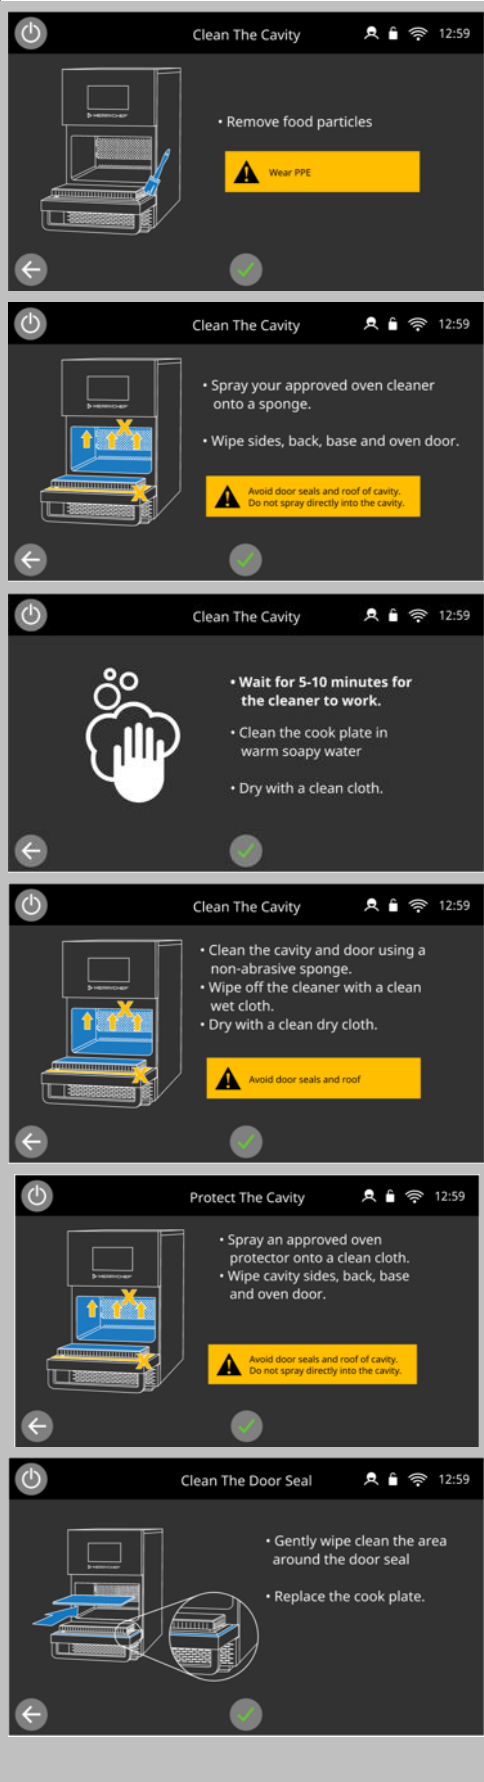 Clean The Cavity
12:59
MERRYCHEF
• Remove food particles
Wear PPE
Clean The Cavity
12:59
MERRYCHEF
• Spray your approved oven cleaner
onto a sponge.
• Wipe sides, back, base and oven door.
Avoid door seals and roof of cavity.
Do not spray directly into the cavity.
Clean The Cavity
12:59
• Wait for 5-10 minutes for
the cleaner to work.
• Clean the cook plate in
warm soapy water
• Dry with a clean cloth.
Clean The Cavity
12:59
MERRYCHEF
• Clean the cavity and door using a
non-abrasive sponge.
• Wipe off the cleaner with a clean
wet cloth.
• Dry with a clean dry cloth.
Avoid door seals and roof
Protect The Cavity
12:59
MERRYCHEF
• Spray an approved oven
protector onto a clean cloth.
• Wipe cavity sides, back, base
and oven door.
Avoid door seals and roof of cavity.
Do not spray directly into the cavity.
Clean The Door Seal
12:59
MERRYCHEF
• Gently wipe clean the area
around the door seal
• Replace the cook plate.